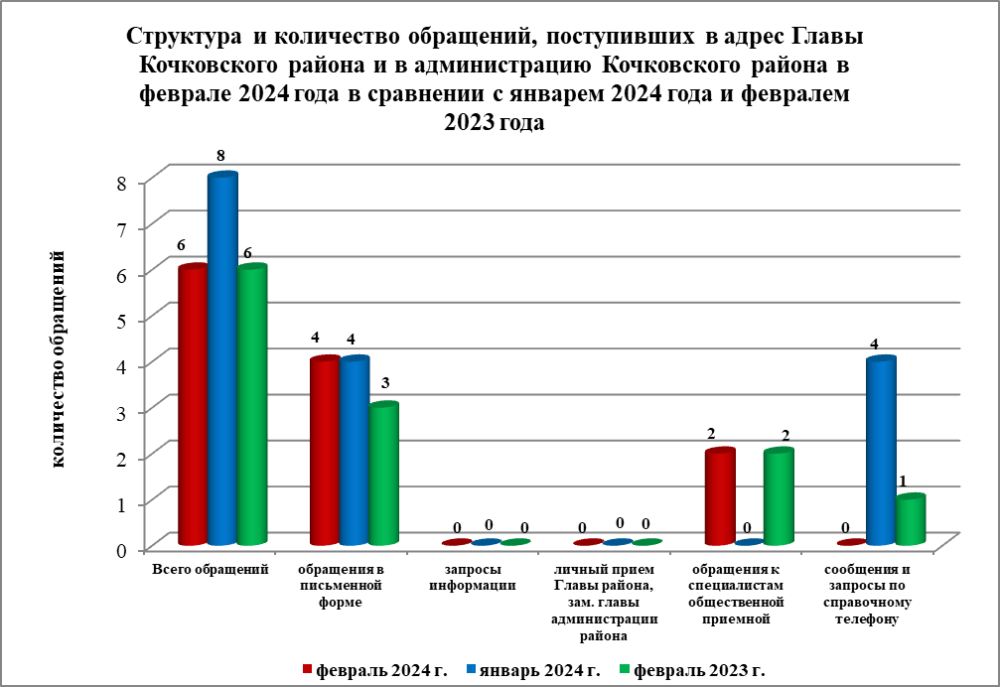 Структура и количество обращений, поступивших в адрес Главы
Кочковского района и в администрацию Кочковского района в
феврале 2024 года в сравнении с январем 2024 года и февралем
2023 года
количество обращений
8
7
6
5
4
3
2
1
0
6
8
6
4
4
3
0
0
0
0
0
0
2
0
2
0
4
1
Всего обращений
обращения в
письменной
форме
запросы
информации
личный прием
Главы района,
зам. главы
администрации
района
обращения к
специалистам
общественной
приемной
сообщения и
запросы по
справочному
телефону
февраль 2024 г.
январь 2024 г.
февраль 2023 г.